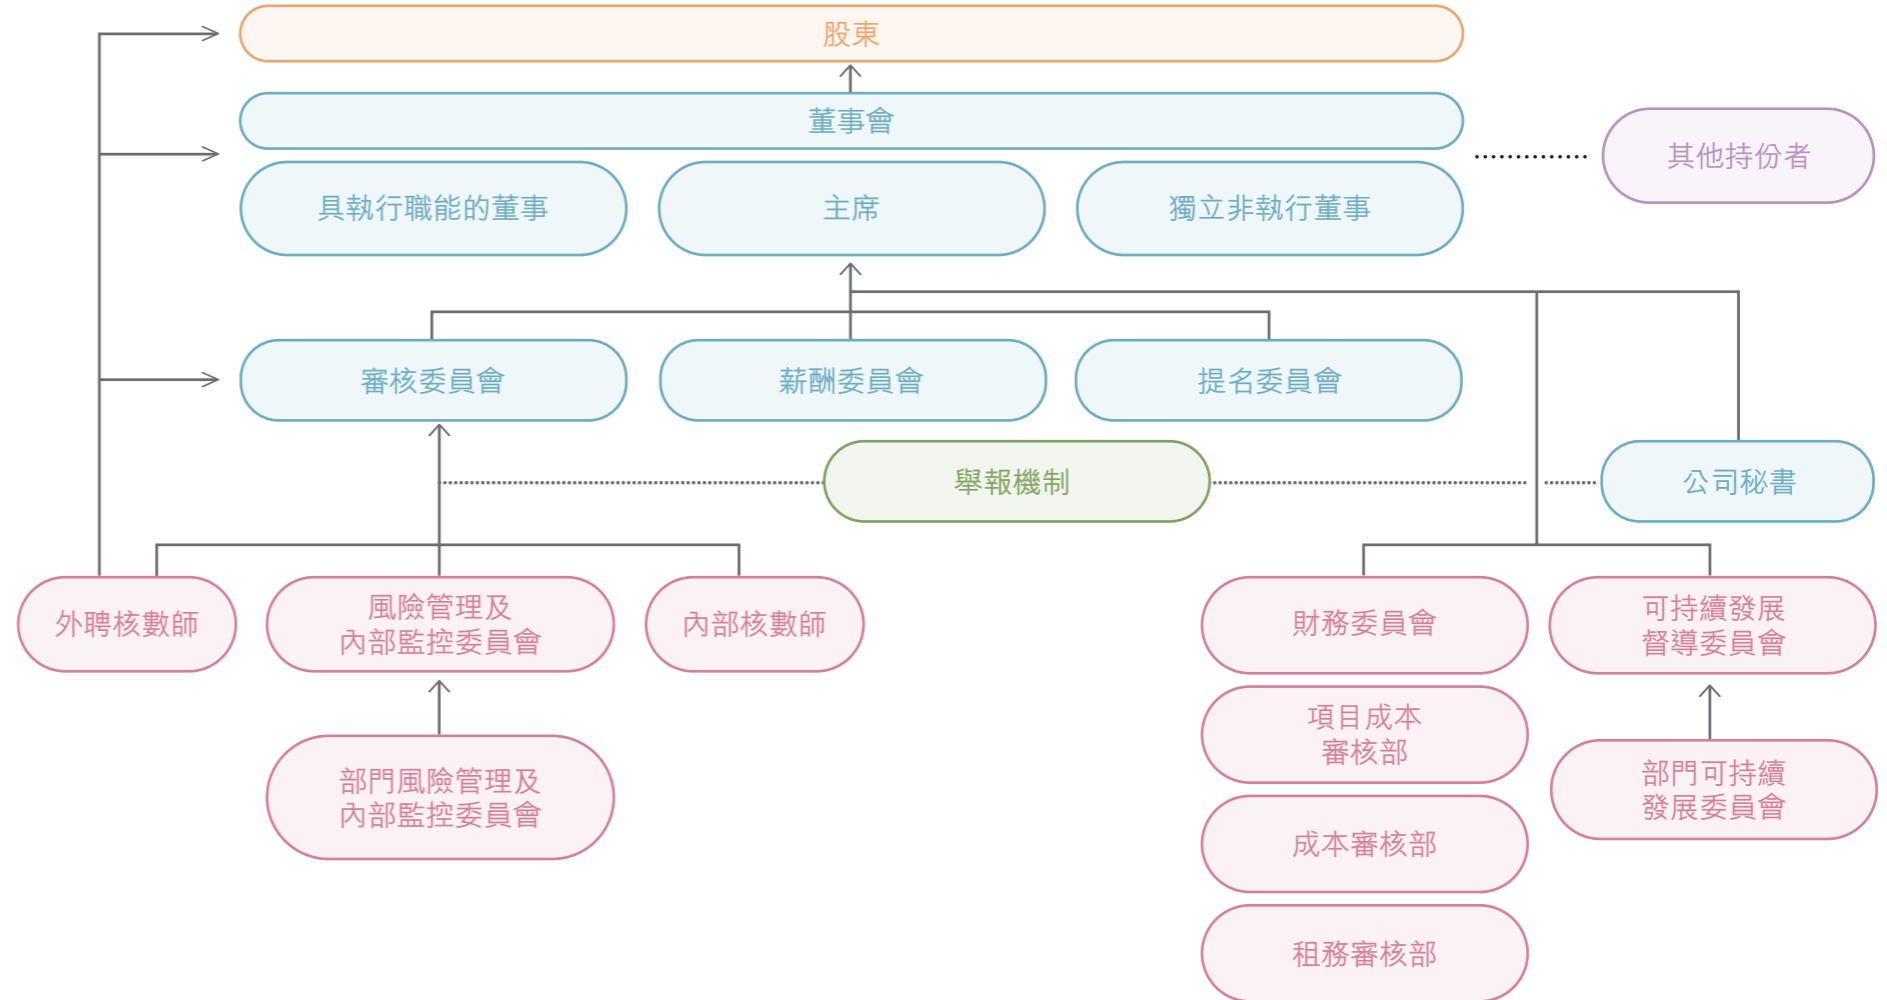 股東
董事會
其他持份者
具執行職能的董事
主席
獨立非執行董事
審核委員會
薪酬委員會
提名委員會
舉報機制
公司秘書
外聘核數師
風險管理及
內部監控委員會
內部核數師
財務委員會
可持續發展
督導委員會
項目成本
審核部
部門風險管理及
內部監控委員會
部門可持續
發展委員會
成本審核部
租務審核部